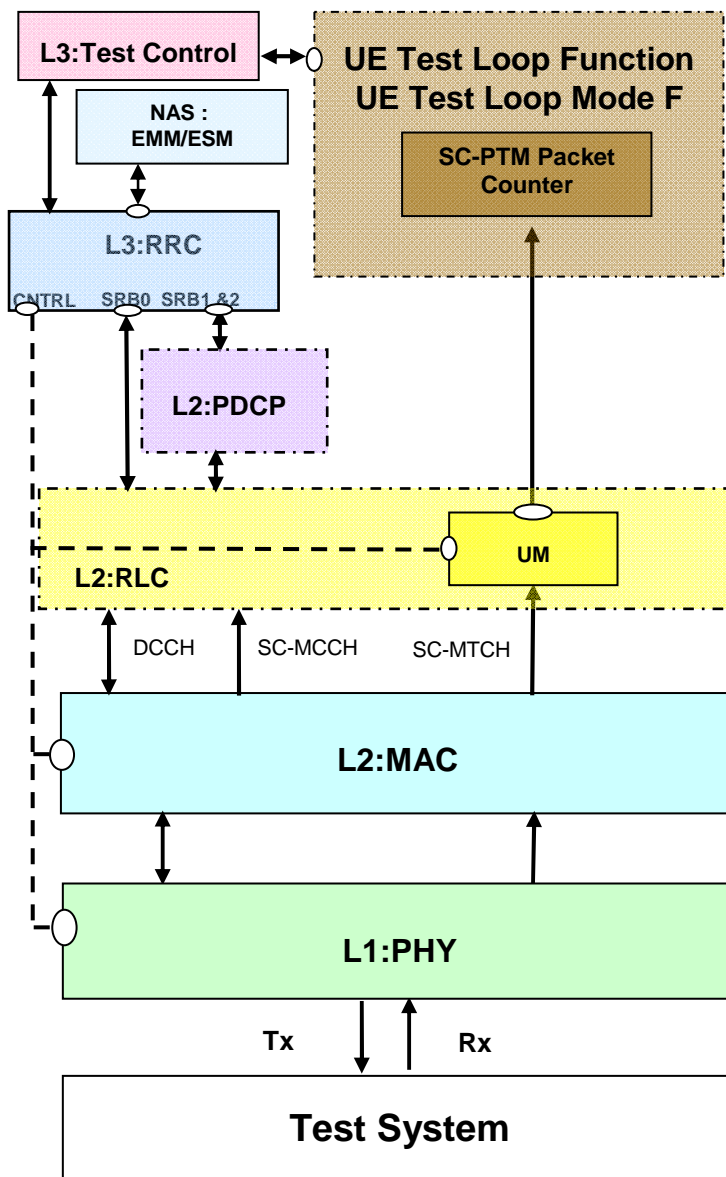 L3:Test Control
UE Test Loop Function
UE Test Loop Mode F
NAS :
EMM/ESM
SC-PTM Packet
Counter
L3:RRC
CNTRL SRB0 SRB1 &2
L2:PDCP
UM
L2:RLC
DCCH SC-MCCH SC-MTCH
L2:MAC
L1:PHY
Tx Rx
Test System